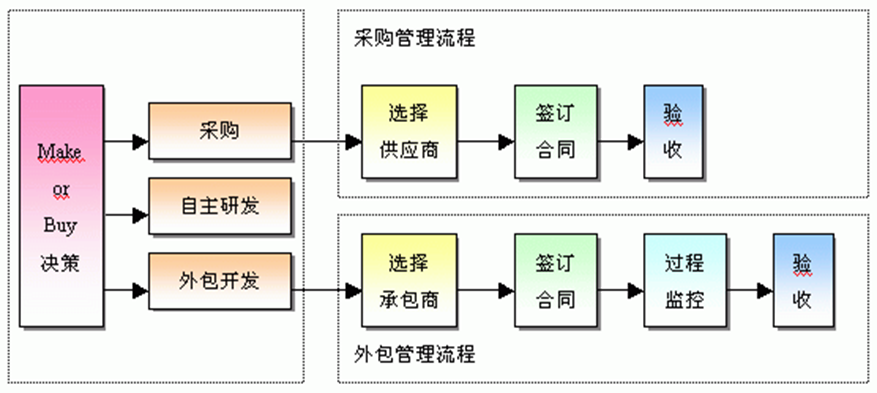 Make
or
Buy
决策
采购
自主研发
外包开发
采购管理流程
选择
供应商
签订
合同
验
收
选择
承包商
签订
合同
过程
监控
验
收
外包管理流程